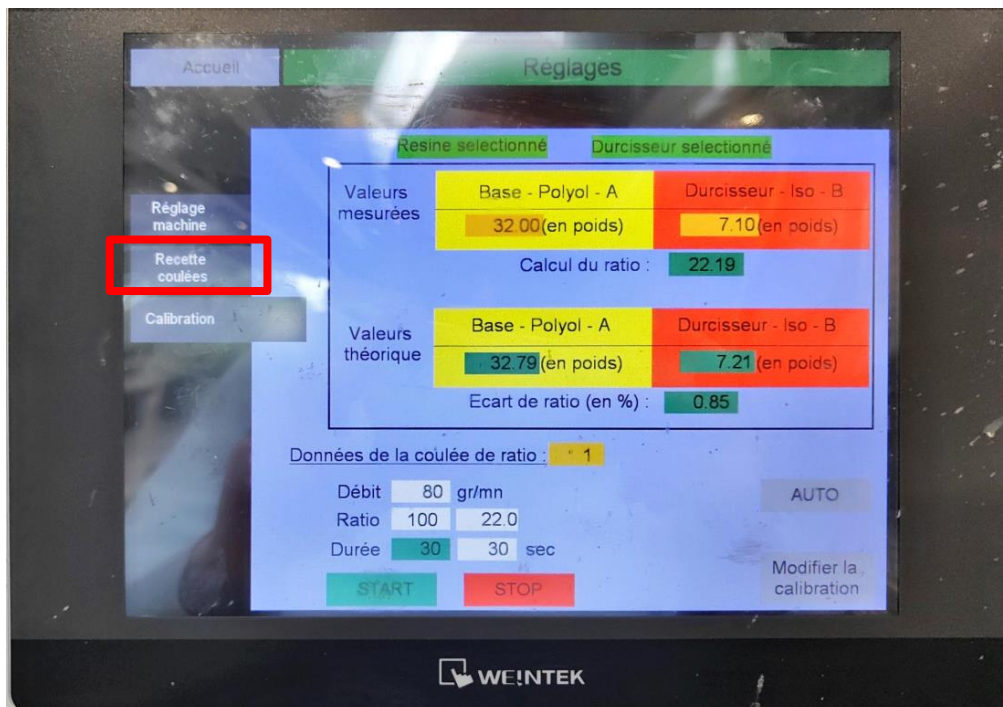 Accueil
Réglages
Resine selectionné
Durcisseur selectionné
Réglage
machine
Recette
coulées
Calibration
Valeurs
mesurées
Base - Polyol - A
Durcisseur - Iso - B
32.00(en poids)
7.10(en poids)
Calcul du ratio : 22.19
Valeurs
théorique
Base - Polyol - A
Durcisseur - Iso - B
32.79(en poids)
7.21(en poids)
Ecart de ratio (en %) : 0.85
Données de la coulée de ratio : 1
Débit 80 gr/mn
Ratio 100 22.0
Durée 30 30 sec
START STOP
AUTO
Modifier la
calibration
WEINTEK